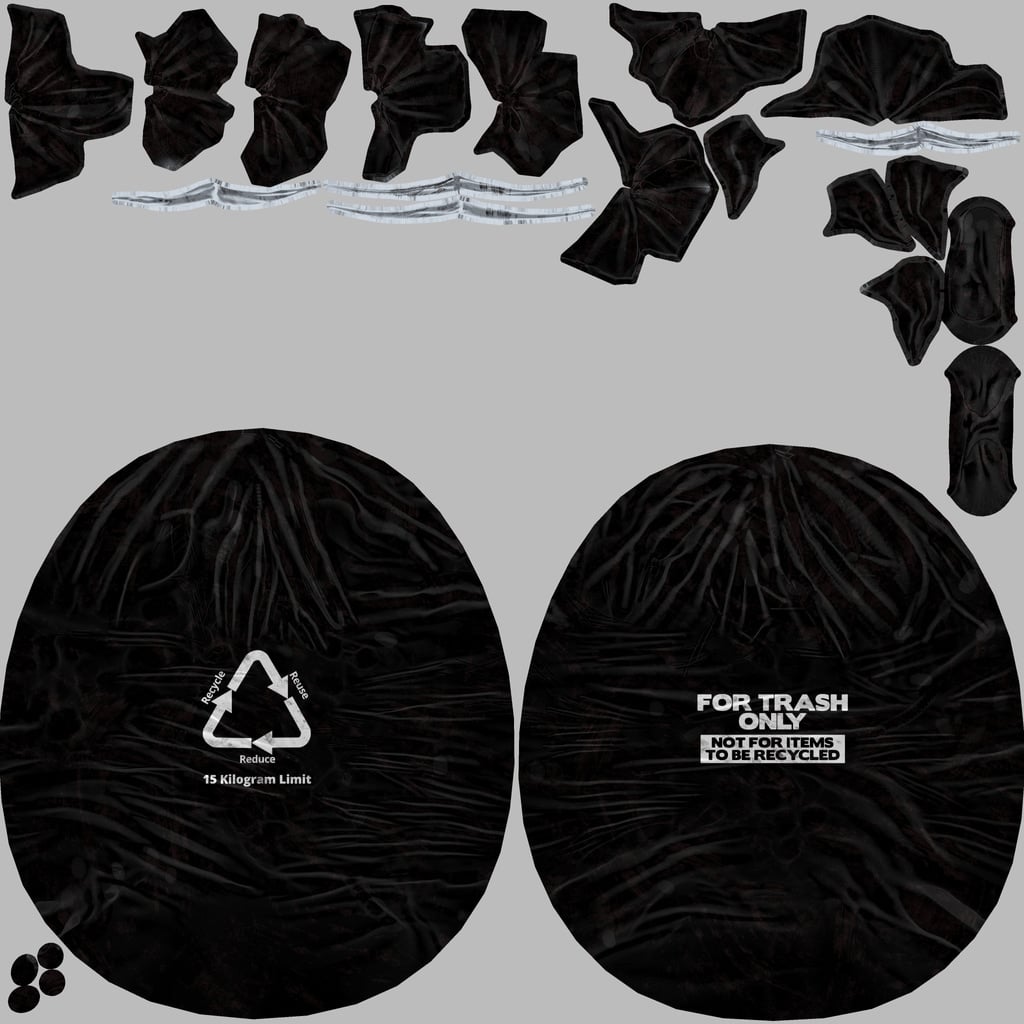 Recycle
Reuse
Reduce
15 Kilogram Limit
FOR TRASH
ONLY
NOT FOR ITEMS
TO BE RECYCLED